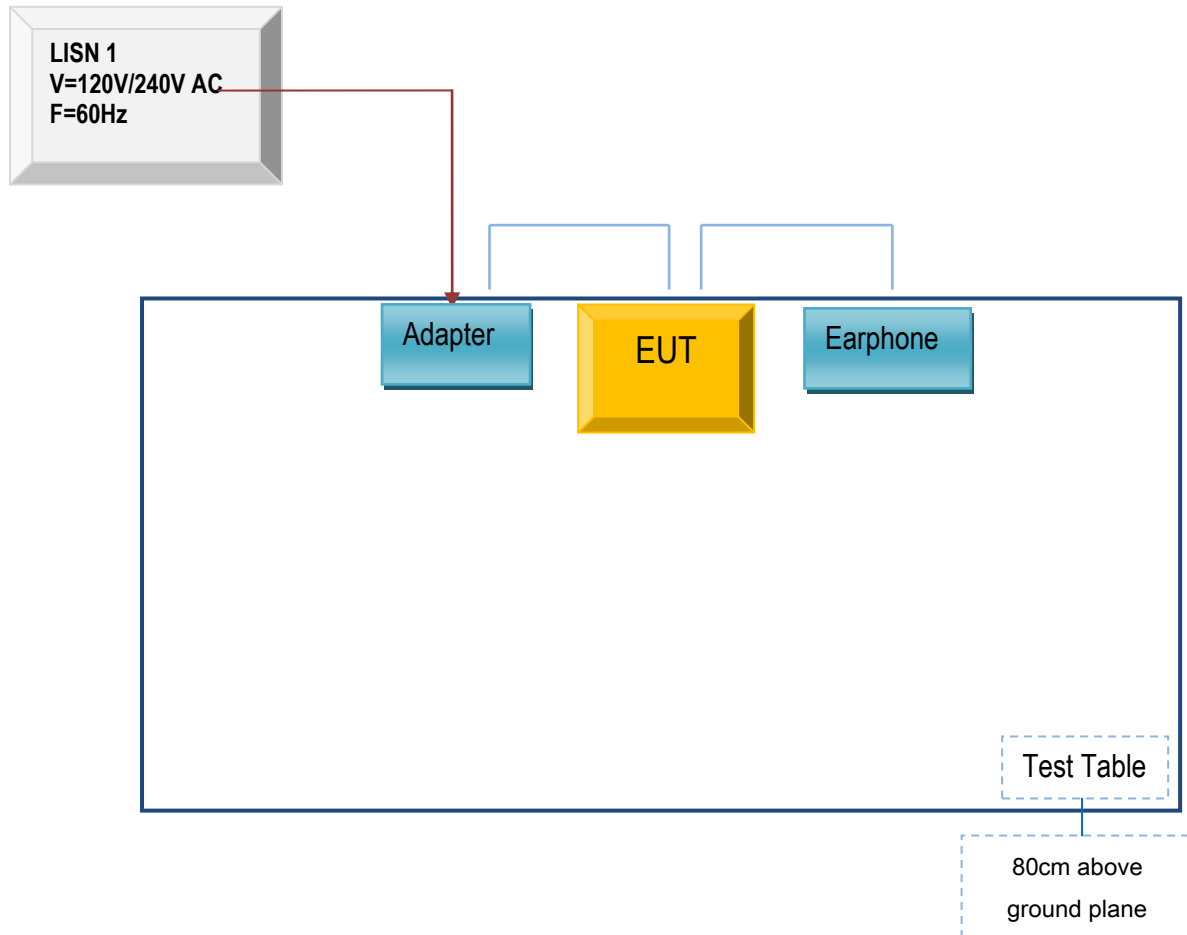 LISN 1
V=120V/240V AC
F=60Hz
Adapter
EUT
Earphone
Test Table
80cm above
ground plane